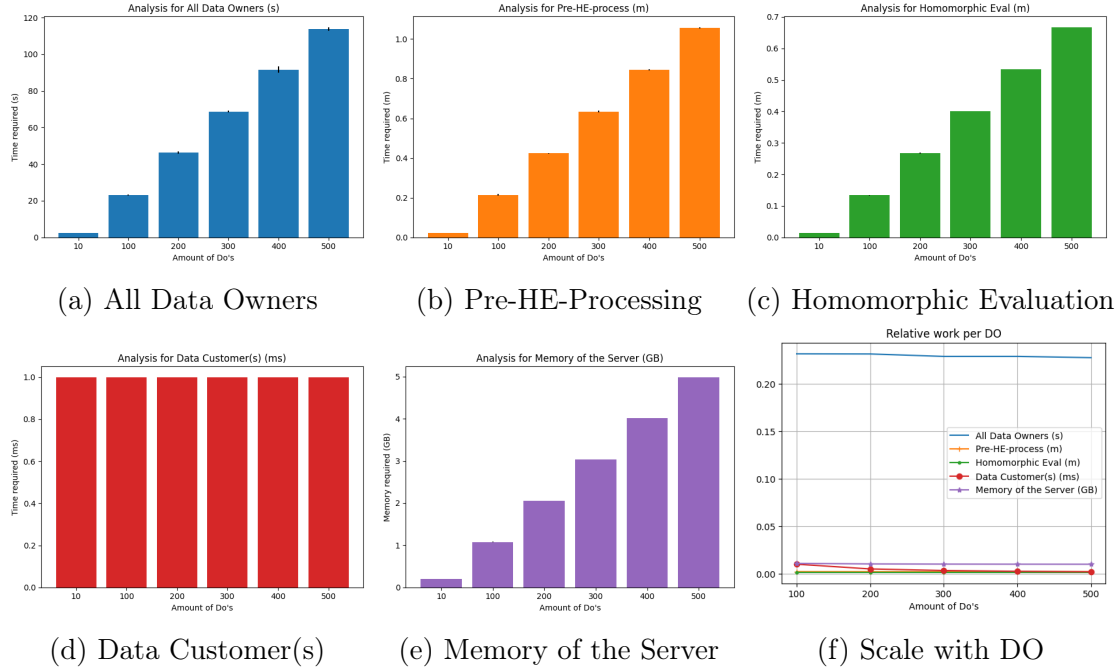 Analysis for All Data Owners (s)
120
100
80
60
40
20
0
Time required (s)
10 100 200 300 400 500
Amount of Do's
(a) All Data Owners
Analysis for Pre-HE-process (m)
1.0
0.8
0.6
0.4
0.2
0.0
Time required (m)
10 100 200 300 400 500
Amount of Do's
(b) Pre-HE-Processing
Analysis for Homomorphic Eval (m)
0.7
0.6
0.5
0.4
0.3
0.2
0.1
0.0
Time required (m)
10 100 200 300 400 500
Amount of Do's
(c) Homomorphic Evaluation
Analysis for Data Customer(s) (ms)
1.0
0.8
0.6
0.4
0.2
0.0
Time required (ms)
10 100 200 300 400 500
Amount of Do's
(d) Data Customer(s)
Analysis for Memory of the Server (GB)
5
4
3
2
1
0
Memory required (GB)
10 100 200 300 400 500
Amount of Do's
(e) Memory of the Server
Relative work per DO
0.20
0.15
0.10
0.05
0.00
All Data Owners (s)
Pre-HE-process (m)
Homomorphic Eval (m)
Data Customer(s) (ms)
Memory of the Server (GB)
100 200 300 400 500
Amount of Do's
(f) Scale with DO